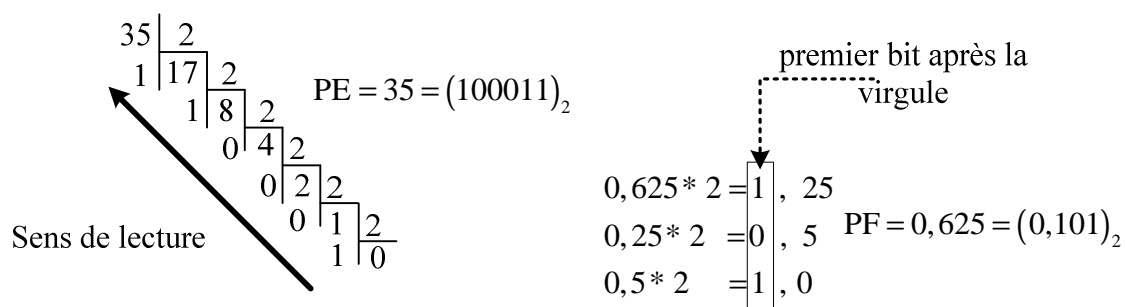 35 2
1 17 2
1 8 2
0 4 2
0 2 2
0 1 2
1 0
PE = 35 = (100011)₂
Sens de lecture
premier bit après la
virgule
0,625* 2 =1 , 25
0,25* 2 =0 , 5
0,5* 2 =1 , 0
PF = 0,625 = (0,101)₂